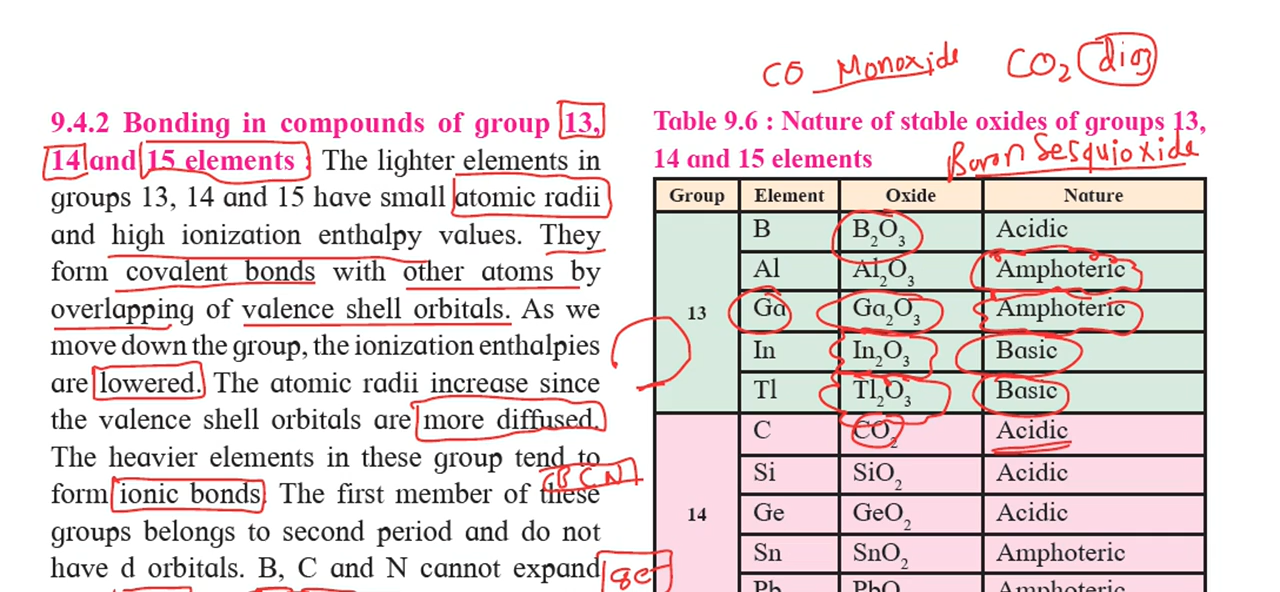 CO Monoxide CO2 diox
9.4.2 Bonding in compounds of group 13,
14 and 15 elements : The lighter elements in
groups 13, 14 and 15 have small atomic radii
and high ionization enthalpy values. They
form covalent bonds with other atoms by
overlapping of valence shell orbitals. As we
move down the group, the ionization enthalpies
are lowered. The atomic radii increase since
the valence shell orbitals are more diffused.
The heavier elements in these group tend to
B C N
form ionic bonds. The first member of these
groups belongs to second period and do not
have d orbitals. B, C and N cannot expand
8e-
Table 9.6 : Nature of stable oxides of groups 13,
14 and 15 elements
Boron Sesquioxide
Group Element Oxide Nature
13
B B₂O₃ Acidic
Al Al₂O₃ Amphoteric
Ga Ga₂O₃ Amphoteric
In In₂O₃ Basic
Tl Tl₂O₃ Basic
14
C CO₂ Acidic
Si SiO₂ Acidic
Ge GeO₂ Acidic
Sn SnO₂ Amphoteric
Pb PbO Amphoteric